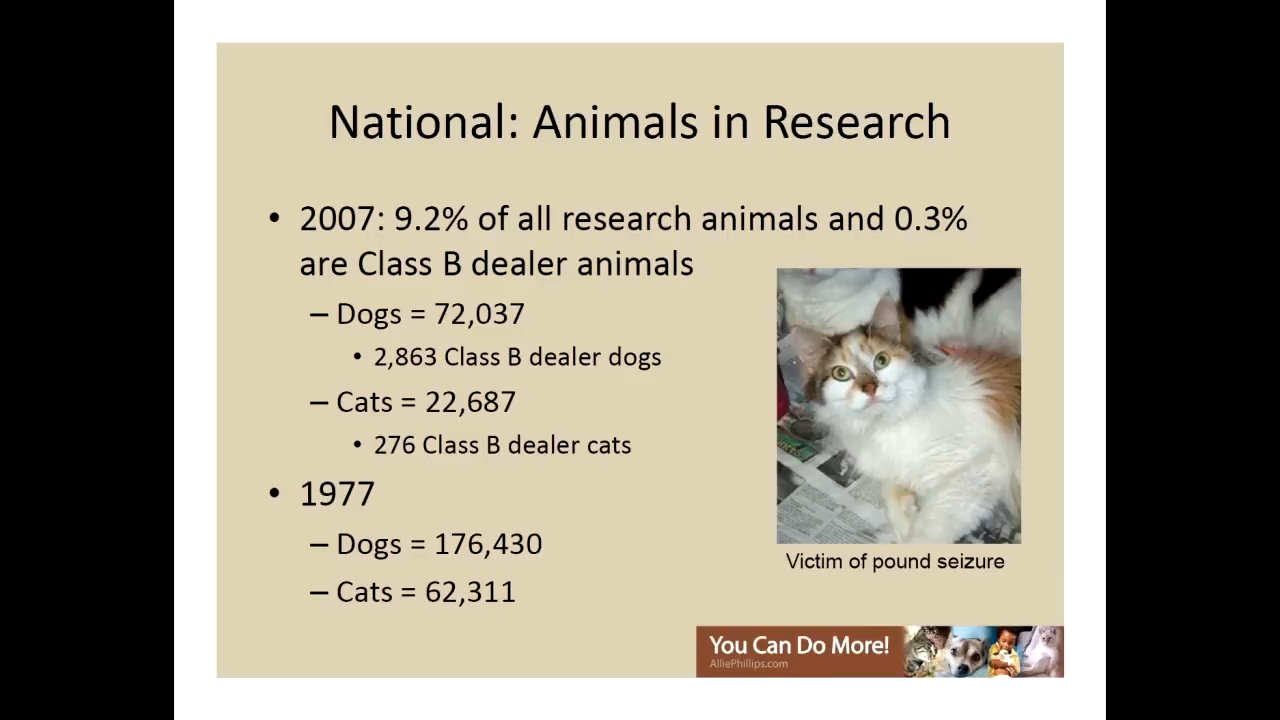 National: Animals in Research
• 2007: 9.2% of all research animals and 0.3%
are Class B dealer animals
– Dogs = 72,037
• 2,863 Class B dealer dogs
– Cats = 22,687
• 276 Class B dealer cats
• 1977
– Dogs = 176,430
– Cats = 62,311
Victim of pound seizure
You Can Do More!
AlliePhillips.com